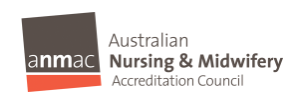 anmac
Australian
Nursing & Midwifery
Accreditation Council